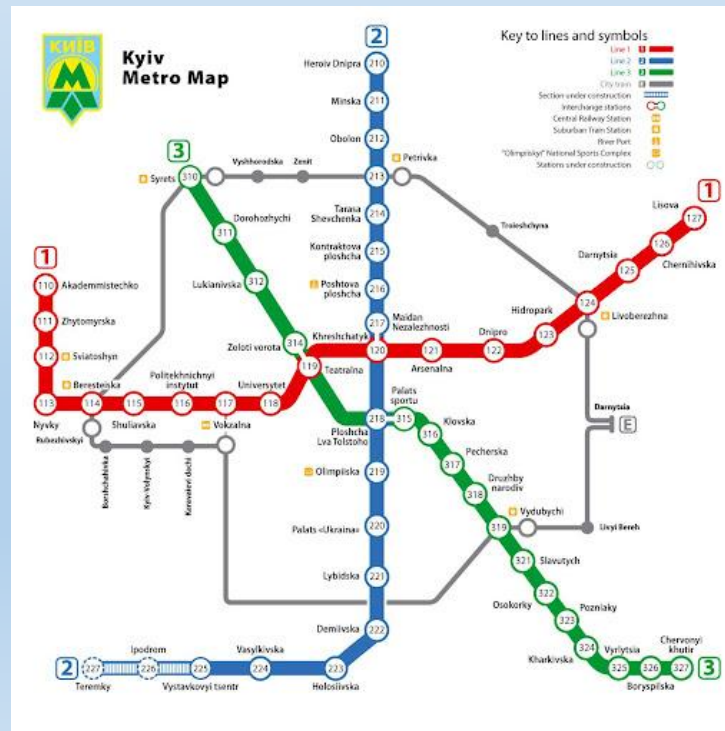 КИЇВ
Kyiv
Metro Map
Key to lines and symbols
Line 1 1
Line 2 2
Line 3 3
City train E
Section under construction
Interchange stations
Central Railway Station
Suburban Train Station
River Port
"Olimpiiskyi" National Sports Complex
Stations under construction
2
Heroiv Dnipra 210
Minska 211
Obolon 212
213 Petrivka
Tarasa
Shevchenka 214
Kontraktova
ploshcha 215
Poshtova
ploshcha 216
217 Maidan
Nezalezhnosti
3
Syrets 310
Vyshhorodska
Zenit
Dorohozhychi
311
Lukianivska 312
Zoloti vorota 314
Troieshchyna
1
Lisova
127
126
Chernihivska
Darnytsia
125
124
Livoberezhna
Hidropark
123
Dnipro
122
121
Arsenalna
Khreshchatyk
120
119
Teatralna
1
110 Akademmistechko
111 Zhytomyrska
112 Sviatoshyn
113
Nyvky
Beresteiska
114
115
Shuliavska
Politekhnichnyi
instytut
116
117
Vokzalna
Universytet
118
Rubezhivskyi
Borshchahivka
Kyiv-Volynskyi
Karavaievi dachi
Palats
sportu
218 315
Ploshcha
Lva Tolstoho
Klovska
316
Pecherska
317
Druzhby
narodiv
318
319
Vydubychi
Darnytsia
E
Livyi Bereh
Olimpiiska 219
Palats «Ukraina» 220
Lybidska 221
Demiivska 222
Slavutych
321
Osokorky
322
Pozniaky
323
Kharkivska
324
Vyrlytsia
325
326
Boryspilska
Chervonyi
khutir
327
3
2
227
Teremky
Ipodrom
226
225
Vystavkovyi tsentr
Vasylkivska
224
223
Holosiivska